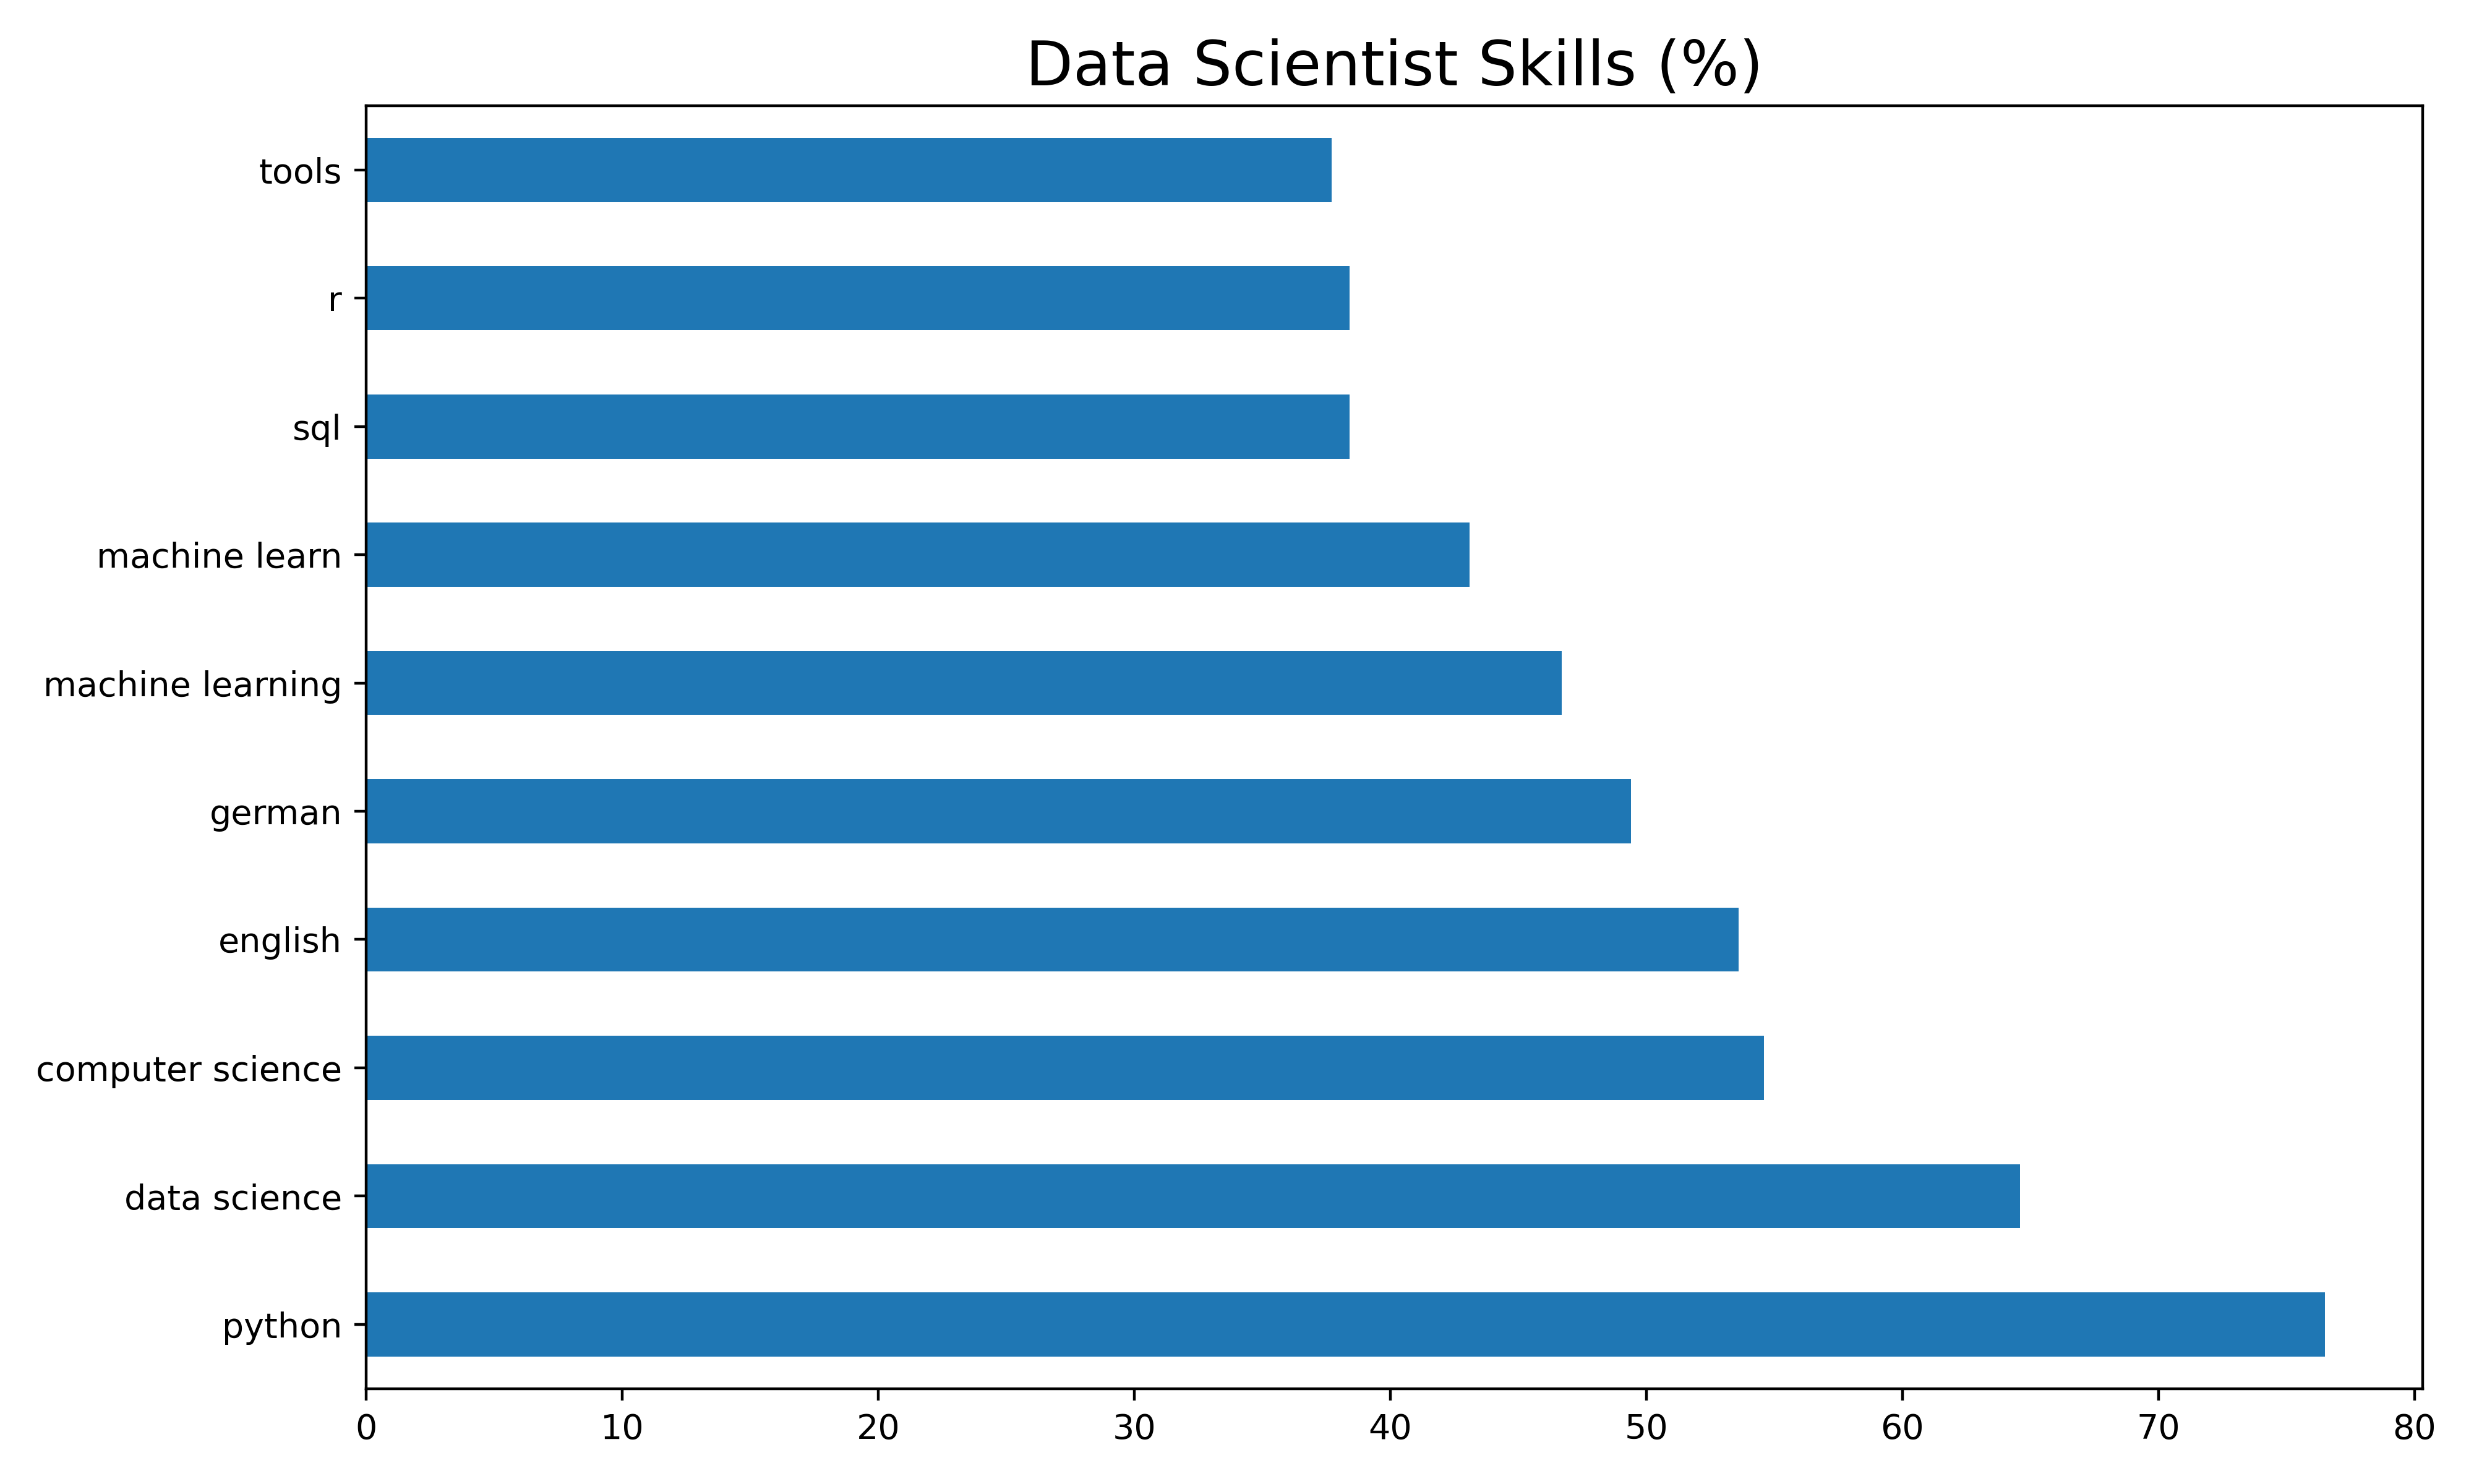 Data Scientist Skills (%)
tools
r
sql
machine learn
machine learning
german
english
computer science
data science
python
0 10 20 30 40 50 60 70 80